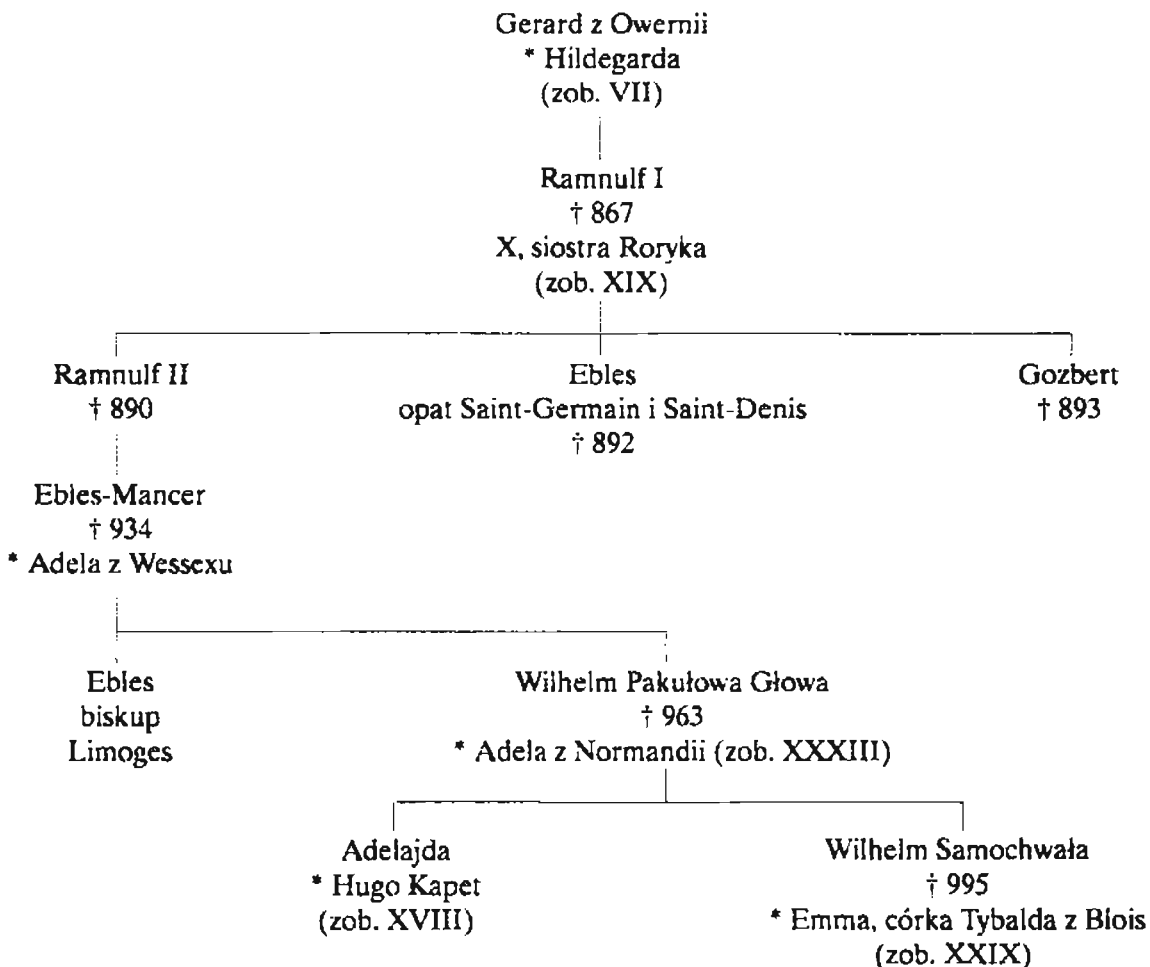 Gerard z Owernii
* Hildegarda
(zob. VII)
Ramnulf I
† 867
X, siostra Roryka
(zob. XIX)
Ramnulf II
† 890
Ebles
opat Saint-Germain i Saint-Denis
† 892
Gozbert
† 893
Ebles-Mancer
† 934
* Adela z Wessexu
Ebles
biskup
Limoges
Wilhelm Pakułowa Głowa
† 963
* Adela z Normandii (zob. XXXIII)
Adelajda
* Hugo Kapet
(zob. XVIII)
Wilhelm Samochwała
† 995
* Emma, córka Tybalda z Blois
(zob. XXIX)